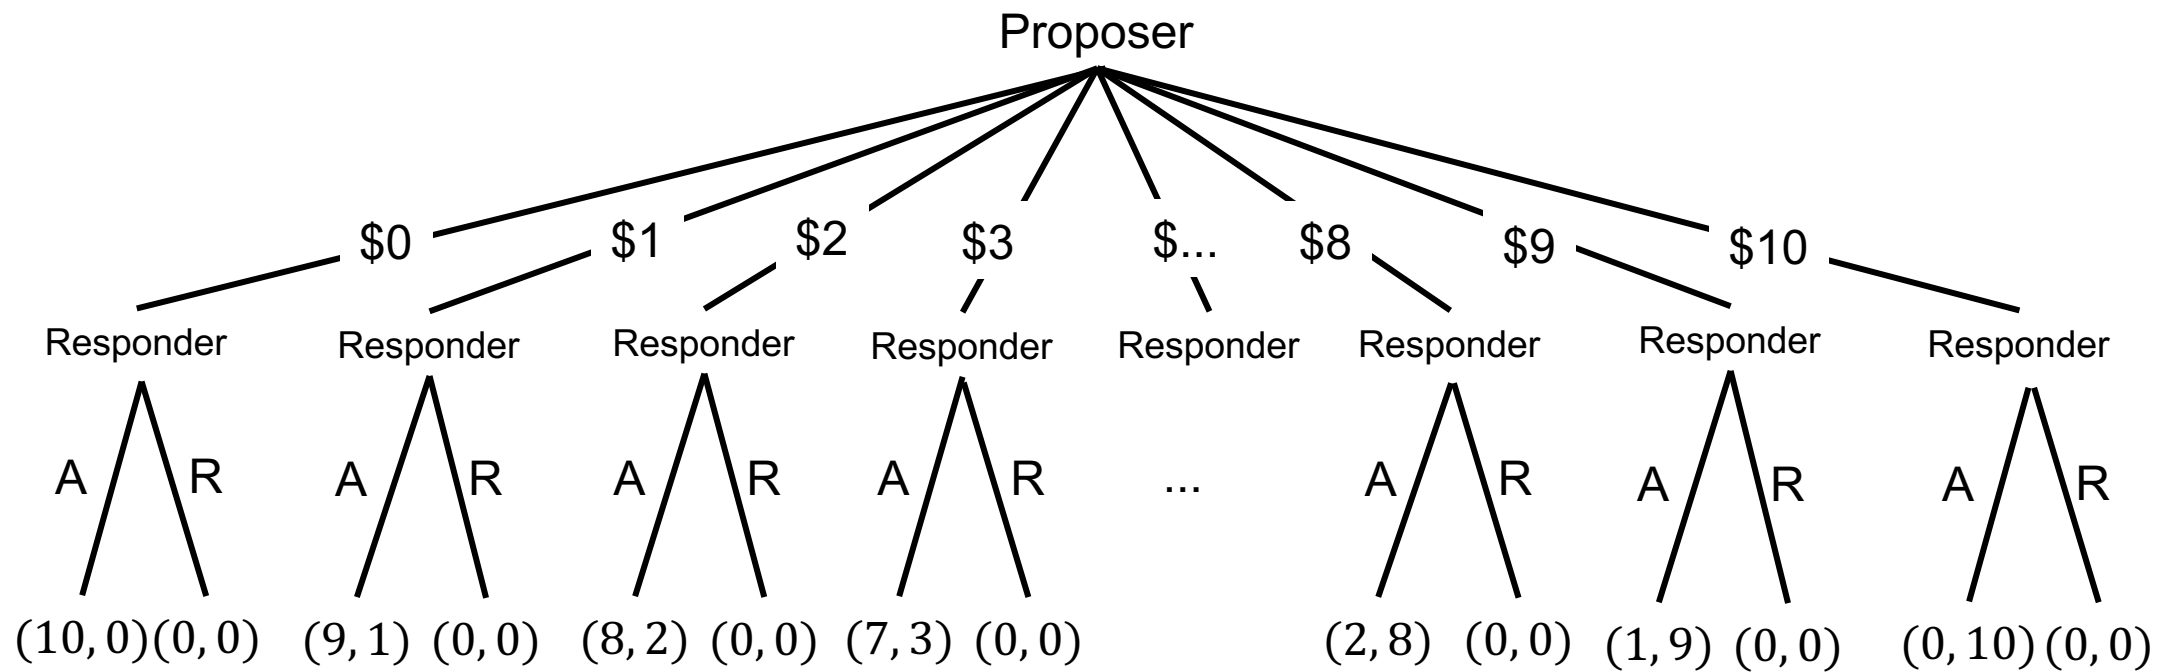 Proposer
$0 $1 $2 $3 $... $8 $9 $10
Responder Responder Responder Responder Responder Responder Responder Responder
A R A R A R A R ... A R A R A R
(10, 0) (0, 0) (9, 1) (0, 0) (8, 2) (0, 0) (7, 3) (0, 0) (2, 8) (0, 0) (1, 9) (0, 0) (0, 10) (0, 0)